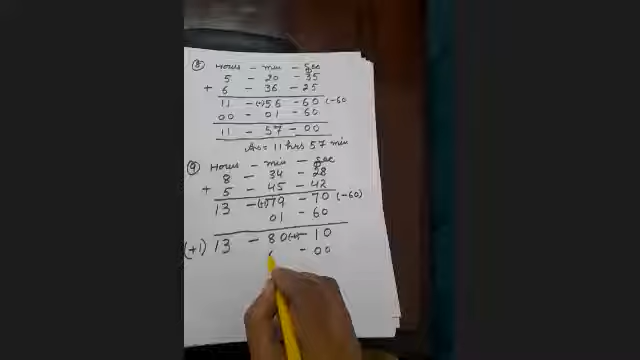 ⑧ Hours - min - Sec
5 - 20 - 35
+ 6 - 36 - 25
11 - (+)56 - 60 (-60
00 - 01 - 60
11 - 57 - 00
Ans = 11 hrs 57 min
⑨ Hours - min - Sec
8 - 34 - 28
+ 5 - 45 - 42
13 - (+)79 - 70 (-60)
01 - 60
(+1) 13 - 80 - 10
- 00